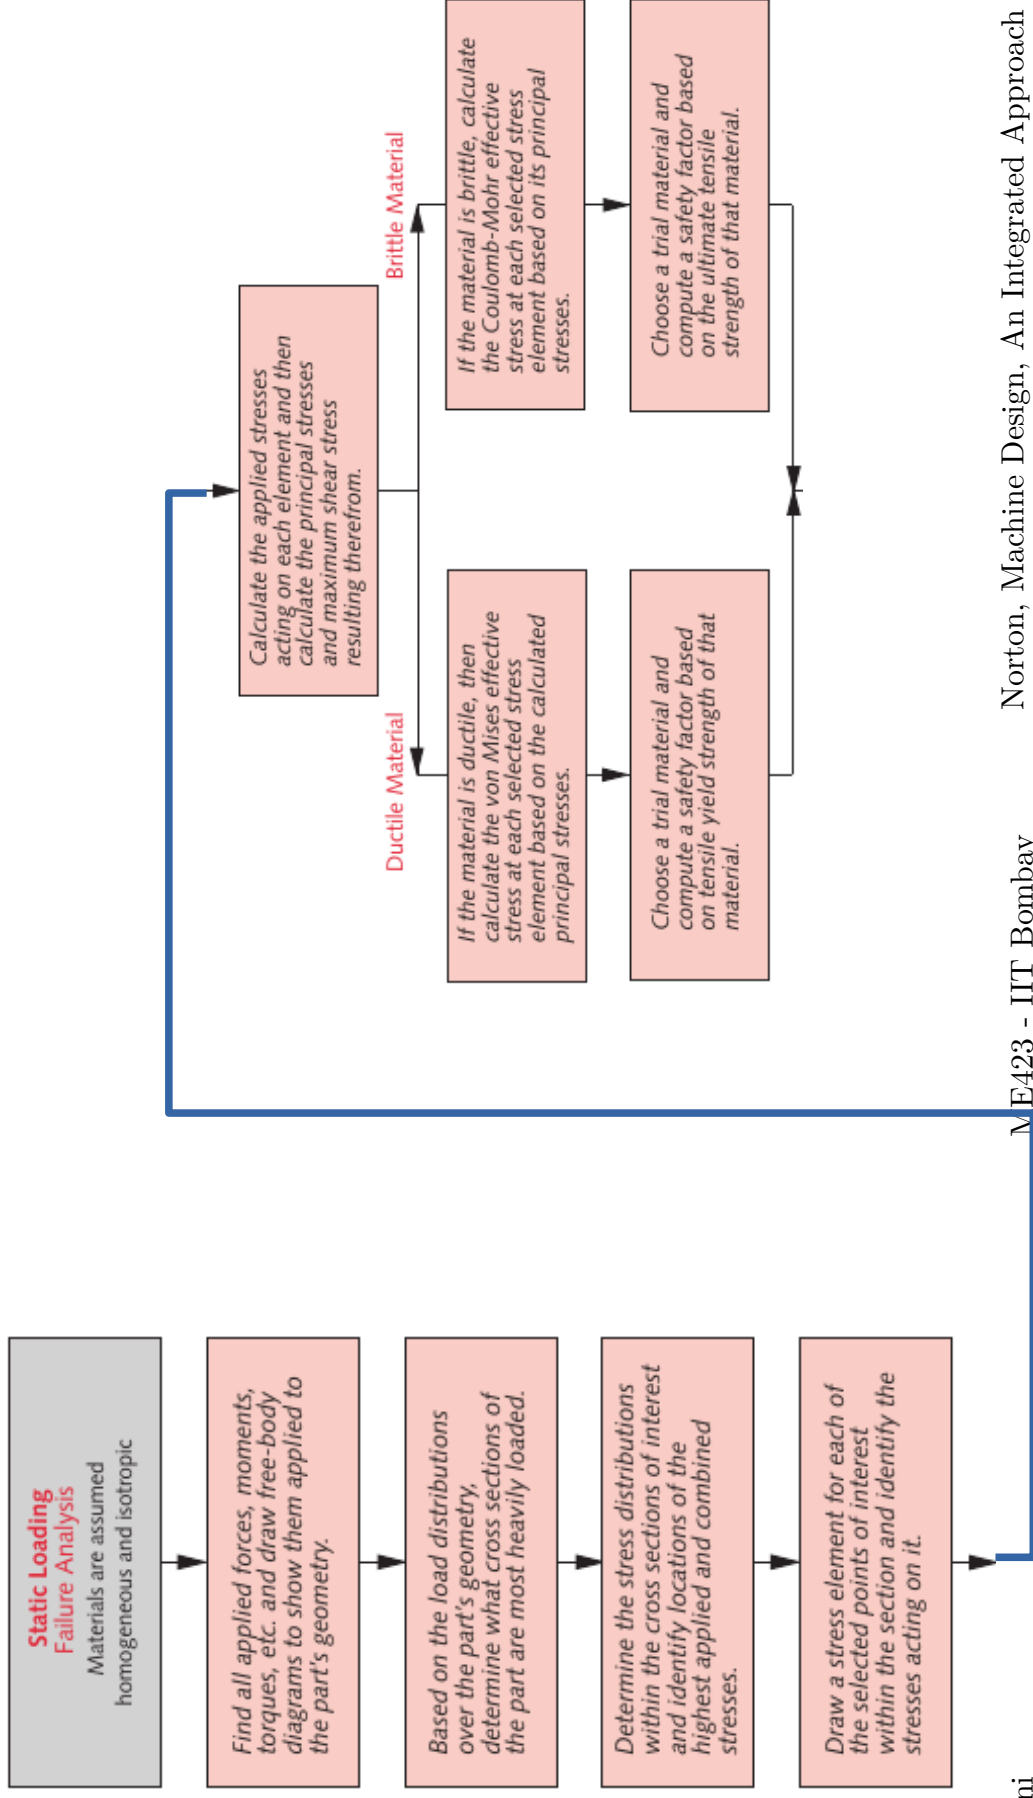 Static Loading
Failure Analysis
Materials are assumed
homogeneous and isotropic
Find all applied forces, moments,
torques, etc. and draw free-body
diagrams to show them applied to
the part's geometry.
Based on the load distributions
over the part's geometry,
determine what cross sections of
the part are most heavily loaded.
Determine the stress distributions
within the cross sections of interest
and identify locations of the
highest applied and combined
stresses.
Draw a stress element for each of
the selected points of interest
within the section and identify the
stresses acting on it.
Calculate the applied stresses
acting on each element and then
calculate the principal stresses
and maximum shear stress
resulting therefrom.
Ductile Material
If the material is ductile, then
calculate the von Mises effective
stress at each selected stress
element based on the calculated
principal stresses.
Choose a trial material and
compute a safety factor based
on tensile yield strength of that
material.
Brittle Material
If the material is brittle, calculate
the Coulomb-Mohr effective
stress at each selected stress
element based on its principal
stresses.
Choose a trial material and
compute a safety factor based
on the ultimate tensile
strength of that material.
ni
ME423 - IIT Bombay
Norton, Machine Design, An Integrated Approach